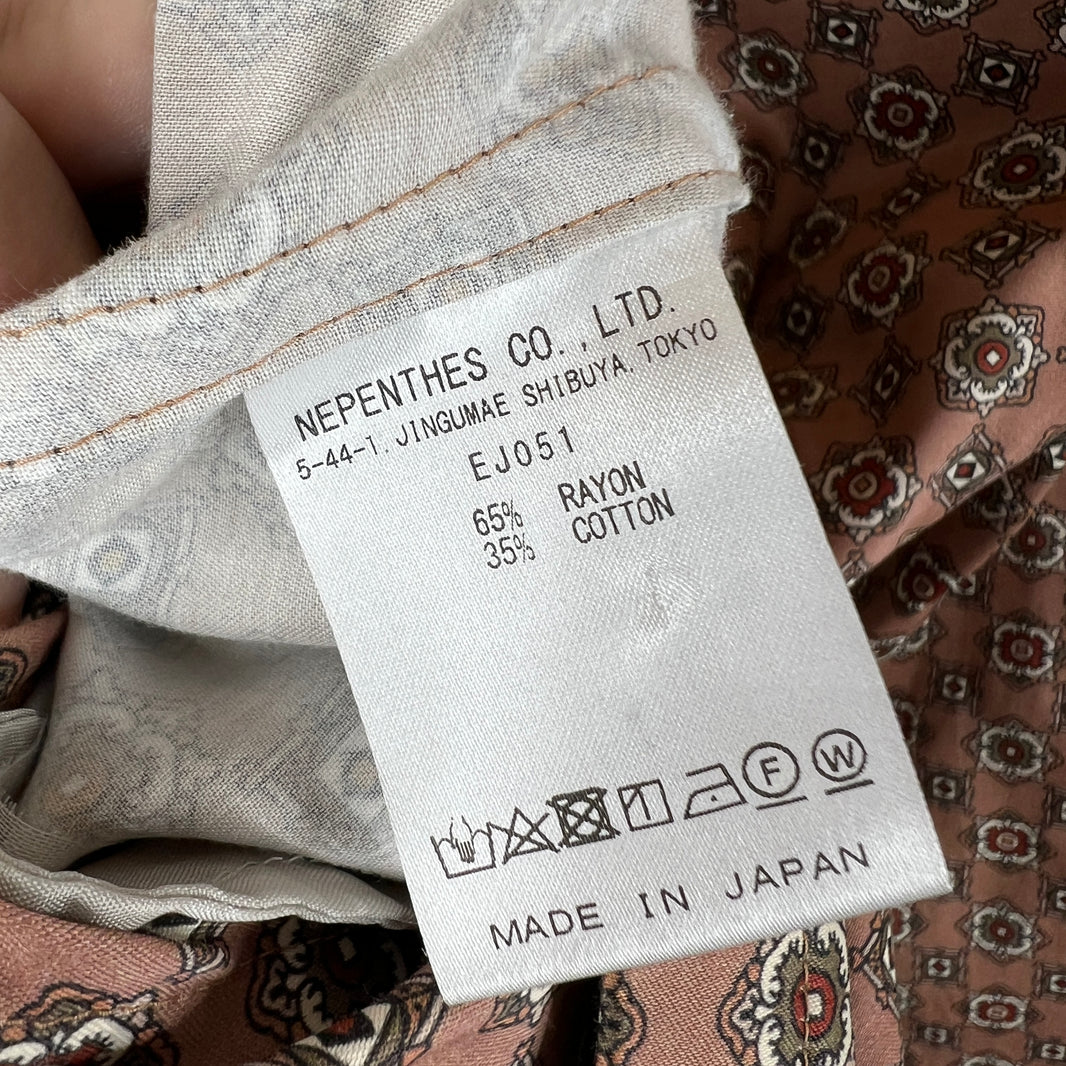 NEPENTHES CO., LTD.
5-44-1. JINGUMAE SHIBUYA. TOKYO
EJ051
65% RAYON
35% COTTON
F W
MADE IN JAPAN